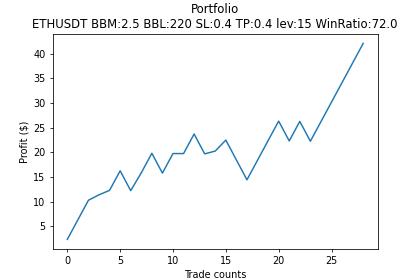 Portfolio
ETHUSDT BBM:2.5 BBL:220 SL:0.4 TP:0.4 lev:15 WinRatio:72.0
Profit ($)
40
35
30
25
20
15
10
5
0 5 10 15 20 25
Trade counts